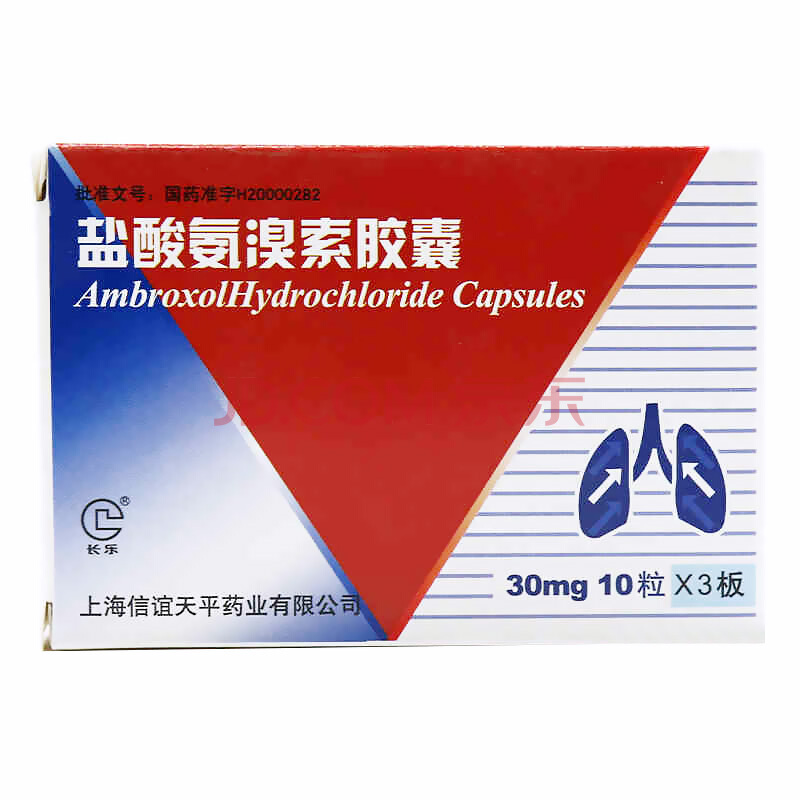 批准文号：国药准字H20000282
盐酸氨溴索胶囊
AmbroxolHydrochloride Capsules
®
长乐
30mg 10粒 X3板
上海信谊天平药业有限公司